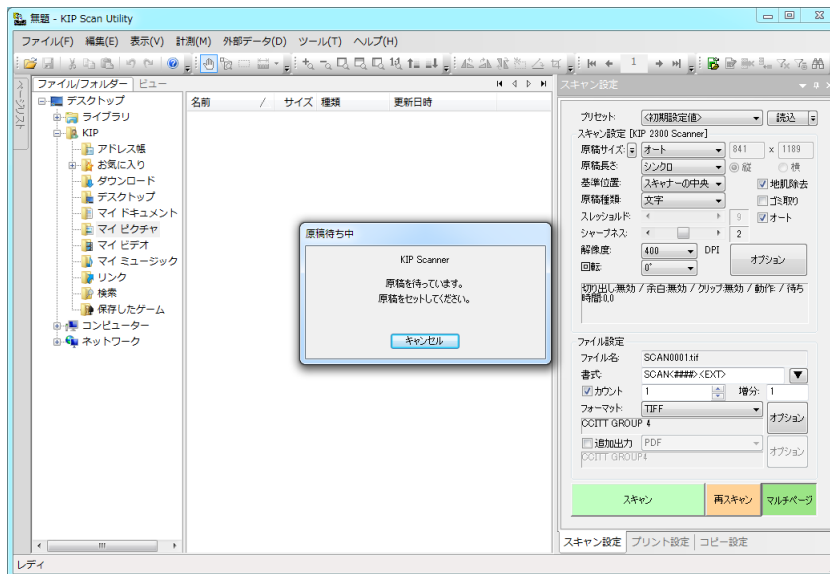 無題 - KIP Scan Utility
ファイル(F) 編集(E) 表示(V) 計測(M) 外部データ(D) ツール(T) ヘルプ(H)
1
ページリスト
ファイル/フォルダー ビュー
デスクトップ
ライブラリ
KIP
アドレス帳
お気に入り
ダウンロード
デスクトップ
マイ ドキュメント
マイ ピクチャ
マイ ビデオ
マイ ミュージック
リンク
検索
保存したゲーム
コンピューター
ネットワーク
名前 / サイズ 種類 更新日時
原稿待ち中
KIP Scanner
原稿を待っています。
原稿をセットしてください。
キャンセル
スキャン設定
プリセット: <初期設定値> 読込
スキャン設定 [KIP 2300 Scanner]
原稿サイズ: オート 841 x 1189
原稿長さ: シンクロ 縦 横
基準位置: スキャナーの中央 地肌除去
原稿種類: 文字 ゴミ取り
スレッショルド: 9 オート
シャープネス: 2
解像度: 400 DPI オプション
回転: 0°
切り出し:無効 / 余白:無効 / クリップ:無効 / 動作: / 待ち
時間:0.0
ファイル設定
ファイル名: SCAN0001.tif
書式: SCAN<####>.<EXT>
カウント 1 増分: 1
フォーマット: TIFF オプション
CCITT GROUP 4
追加出力 PDF オプション
CCITT GROUP4
スキャン 再スキャン マルチページ
スキャン設定 プリント設定 コピー設定
レディ